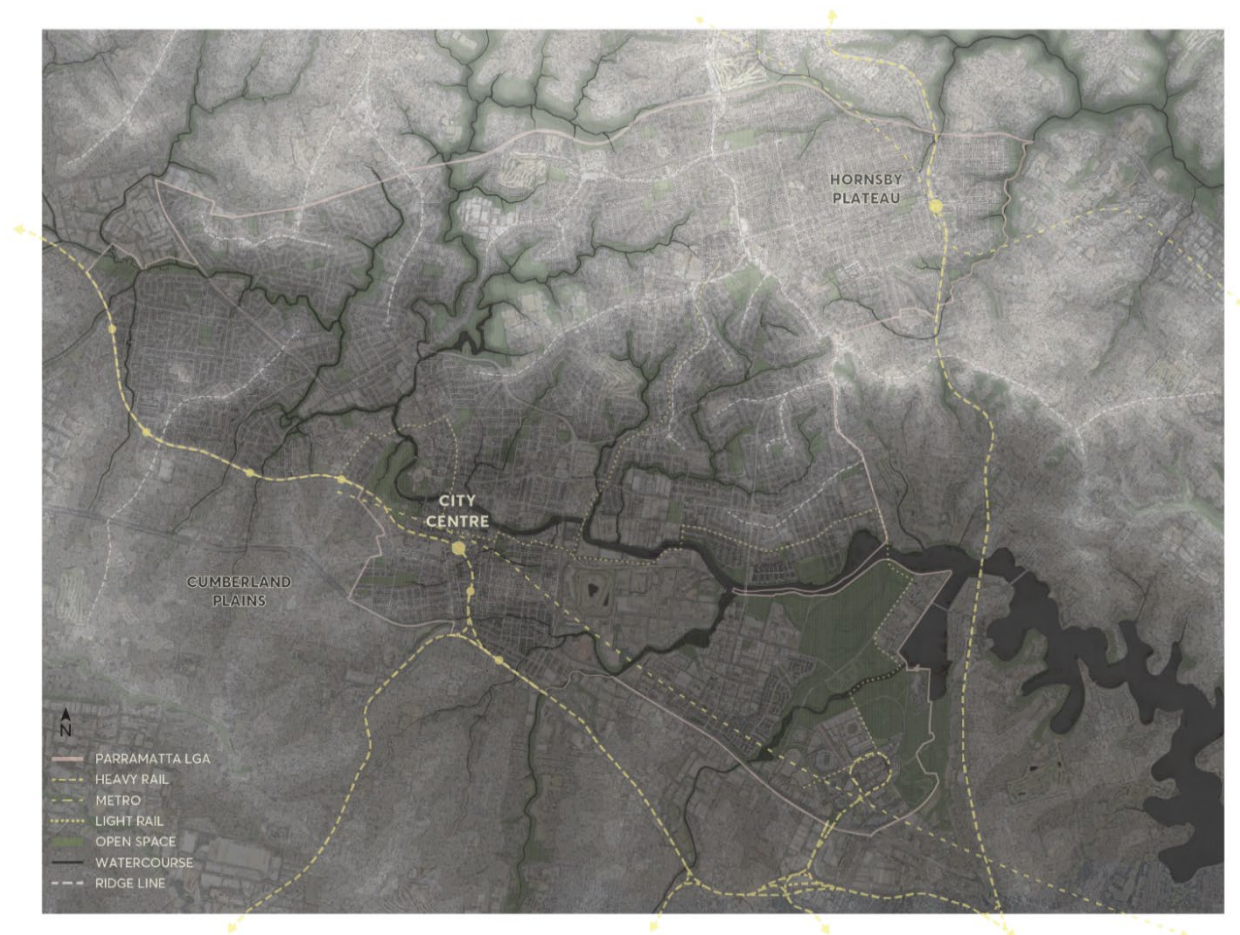 HORNSBY
PLATEAU
CITY
CENTRE
CUMBERLAND
PLAINS
N
PARRAMATTA LGA
HEAVY RAIL
METRO
LIGHT RAIL
OPEN SPACE
WATERCOURSE
RIDGE LINE